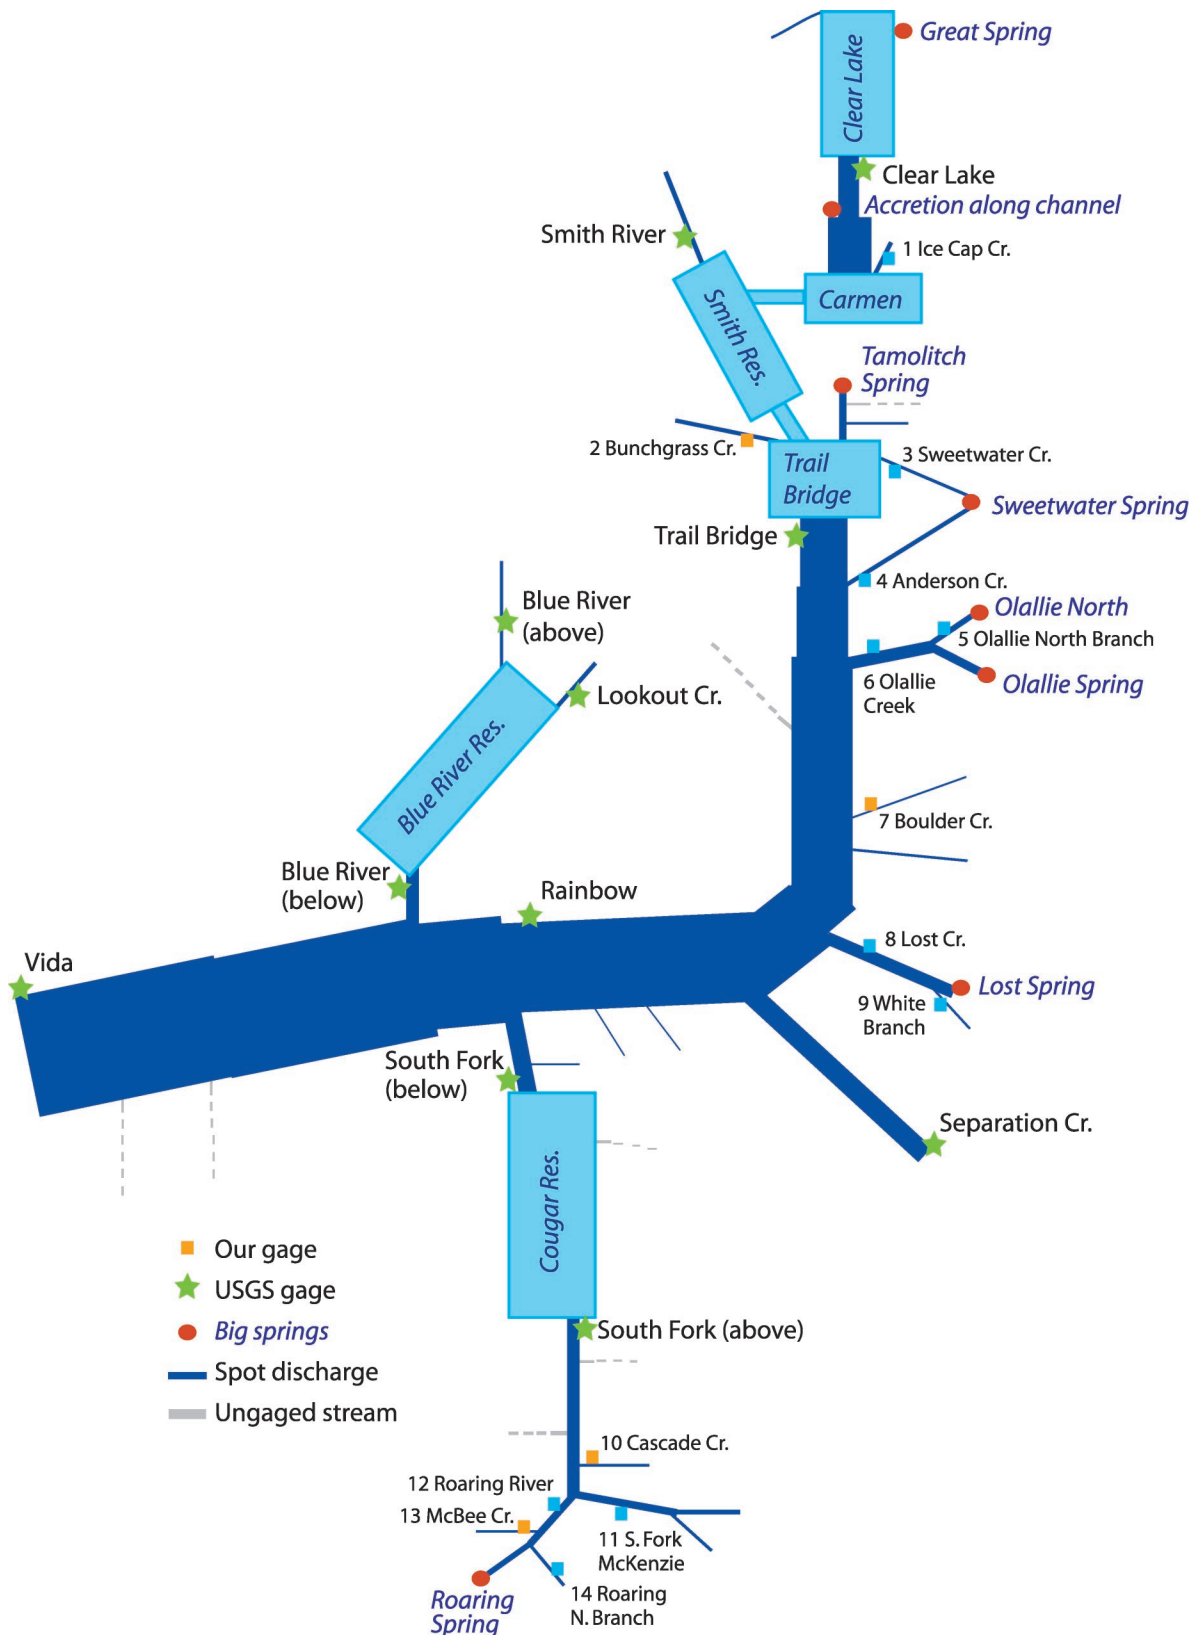 Great Spring
Clear Lake
Clear Lake
Accretion along channel
Smith River
1 Ice Cap Cr.
Carmen
Smith Res.
Tamolitch
Spring
2 Bunchgrass Cr.
3 Sweetwater Cr.
Trail
Bridge
Sweetwater Spring
Trail Bridge
4 Anderson Cr.
Blue River
(above)
Olallie North
5 Olallie North Branch
6 Olallie
Creek
Olallie Spring
Lookout Cr.
Blue River Res.
7 Boulder Cr.
Blue River
(below)
Rainbow
8 Lost Cr.
Vida
Lost Spring
9 White
Branch
South Fork
(below)
Separation Cr.
Cougar Res.
Our gage
USGS gage
Big springs
South Fork (above)
Spot discharge
Ungaged stream
10 Cascade Cr.
12 Roaring River
13 McBee Cr.
11 S. Fork
McKenzie
14 Roaring
N. Branch
Roaring
Spring